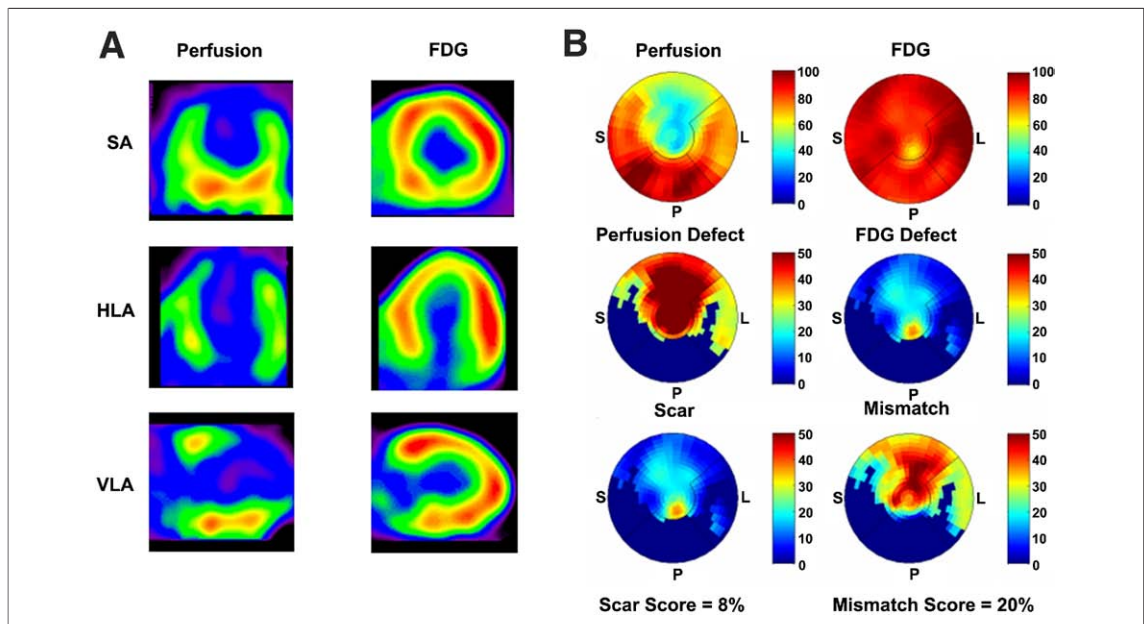 A
Perfusion FDG
SA
HLA
VLA
B
Perfusion FDG
100 100
80 80
60 60
40 40
20 20
0 0
S L
P P
Perfusion Defect FDG Defect
50 50
40 40
30 30
20 20
10 10
0 0
S L S L
P P
Scar Mismatch
50 50
40 40
30 30
20 20
10 10
0 0
S L S L
P P
Scar Score = 8% Mismatch Score = 20%